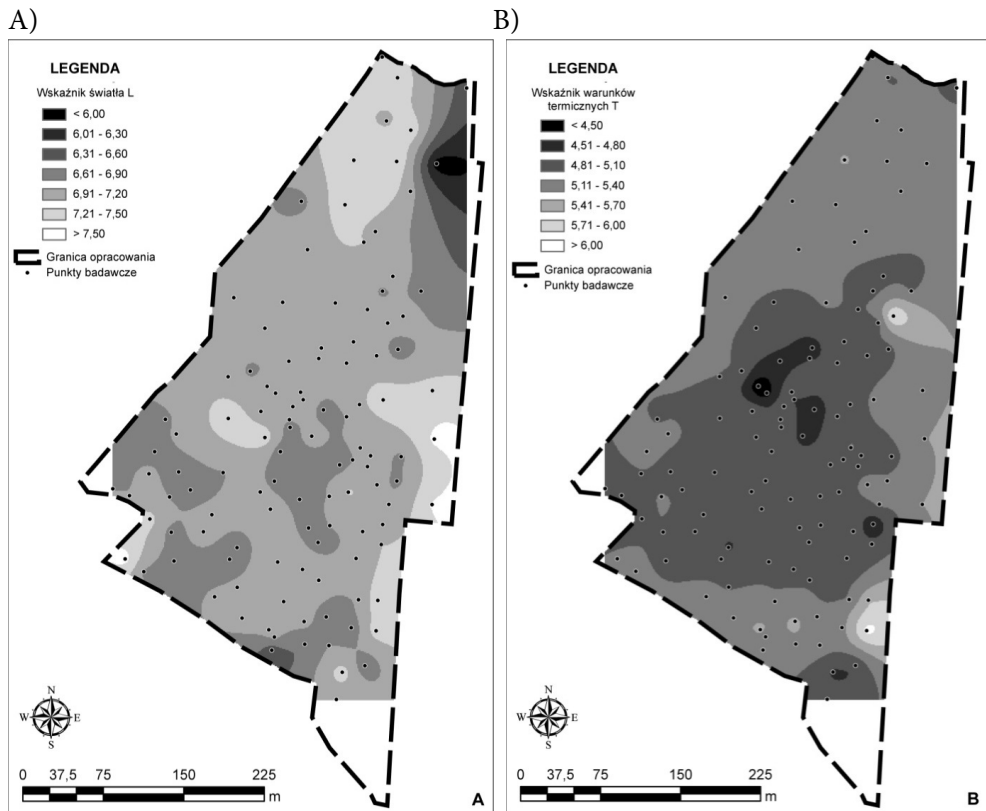 A)
LEGENDA
Wskaźnik światła L
< 6,00
6,01 - 6,30
6,31 - 6,60
6,61 - 6,90
6,91 - 7,20
7,21 - 7,50
> 7,50
Granica opracowania
Punkty badawcze
N
W E
S
0 37,5 75 150 225
m
A
B)
LEGENDA
Wskaźnik warunków
termicznych T
< 4,50
4,51 - 4,80
4,81 - 5,10
5,11 - 5,40
5,41 - 5,70
5,71 - 6,00
> 6,00
Granica opracowania
Punkty badawcze
N
W E
S
0 37,5 75 150 225
m
B